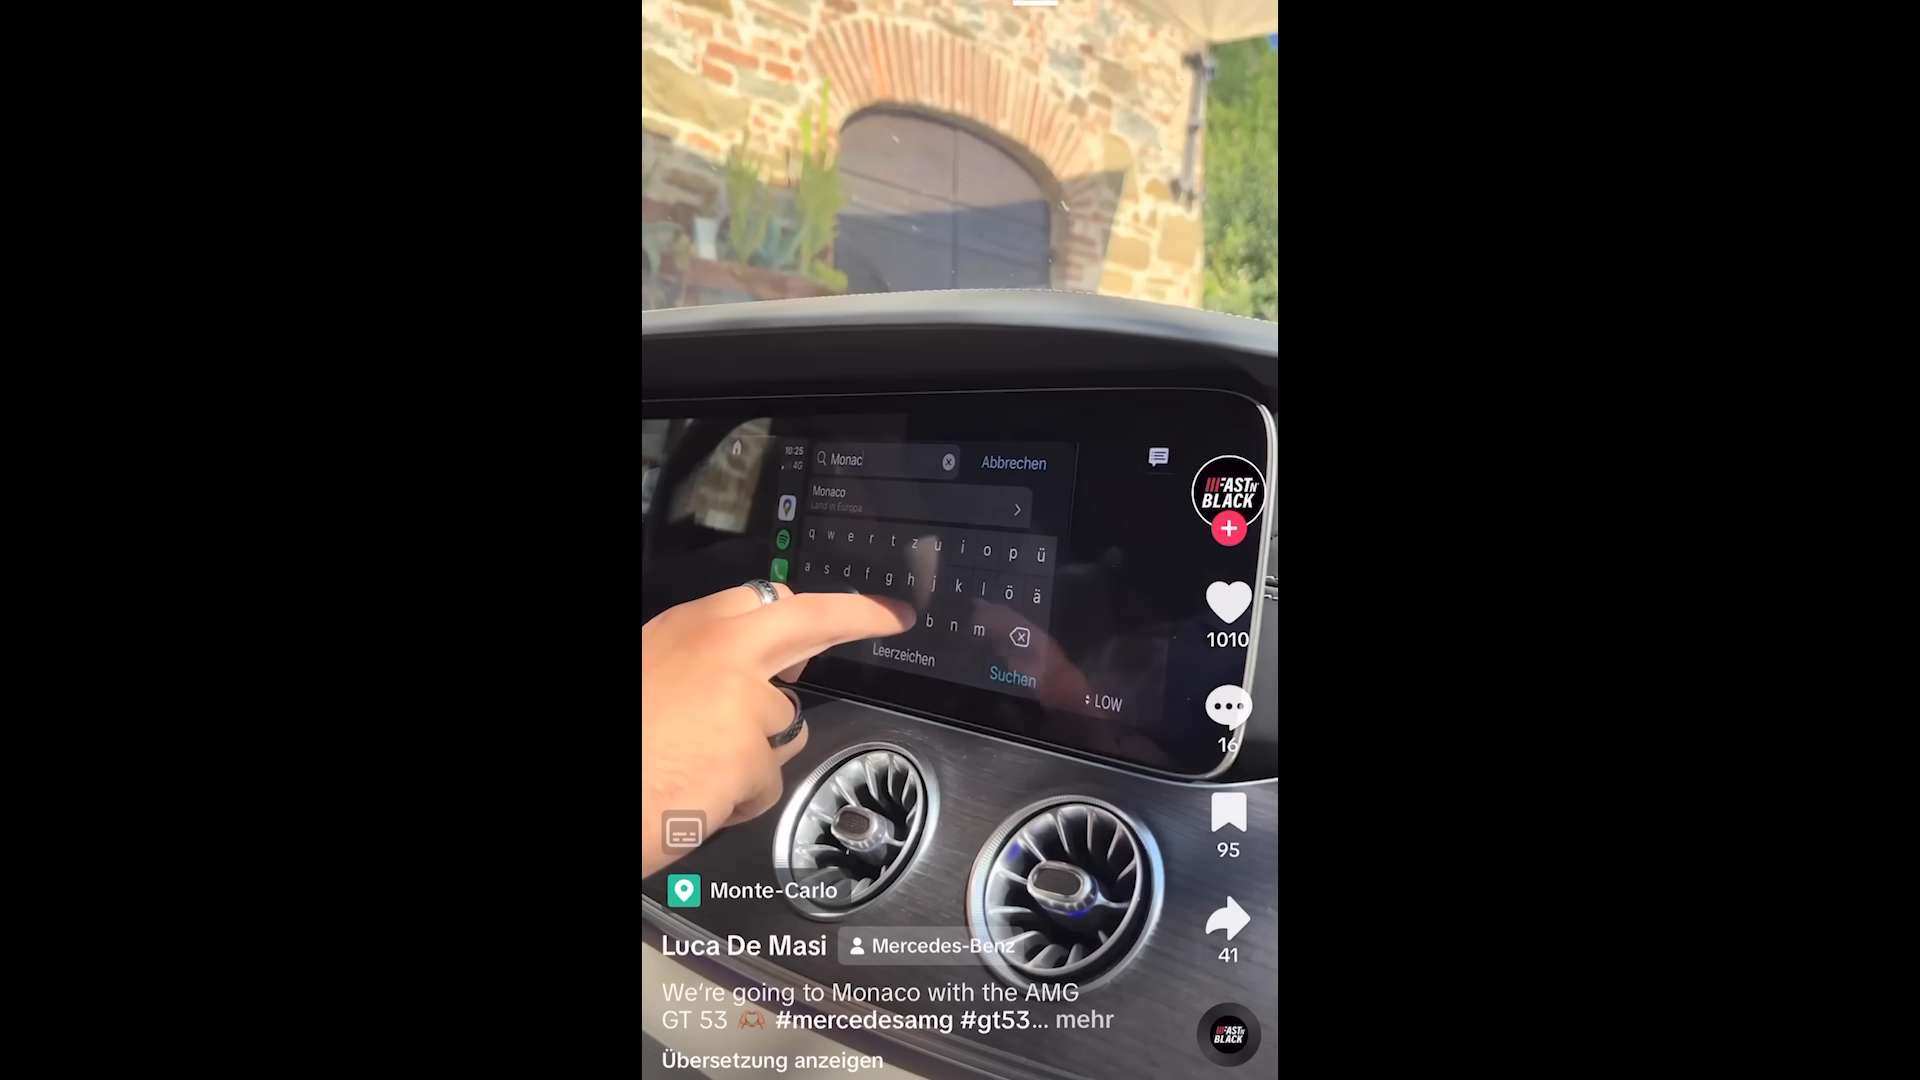 10:25
4G
Monac
Abbrechen
Monaco
Land in Europa
q w e r t z u i o p ü
a s d f g h j k l ö ä
b n m
Leerzeichen
Suchen
LOW
FAST N' BLACK
1010
16
95
41
Monte-Carlo
Luca De Masi
Mercedes-Benz
We're going to Monaco with the AMG
GT 53 🫶🏽 #mercedesamg #gt53... mehr
Übersetzung anzeigen
FAST N' BLACK